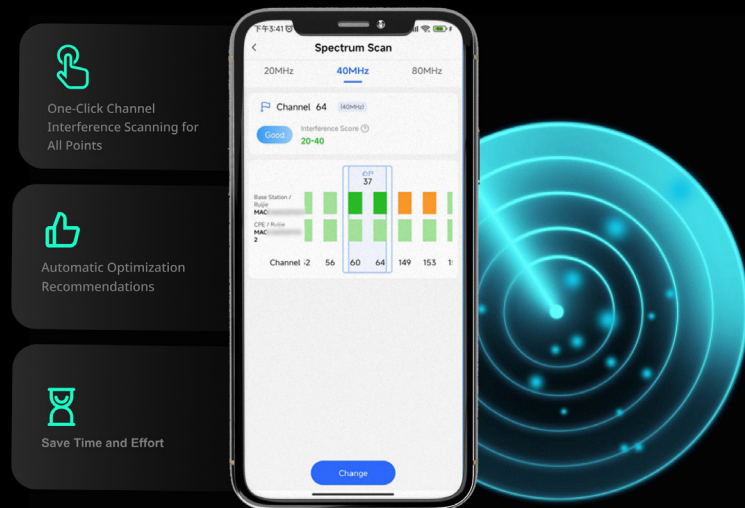 One-Click Channel
Interference Scanning for
All Points
Automatic Optimization
Recommendations
Save Time and Effort
下午3:41
Spectrum Scan
20MHz 40MHz 80MHz
Channel 64 (40MHz)
Good
Interference Score ?
20-40
37
Base Station /
Ruijie
MAC
CPE / Ruijie
MAC
2
Channel 56 60 64 149 153
Change